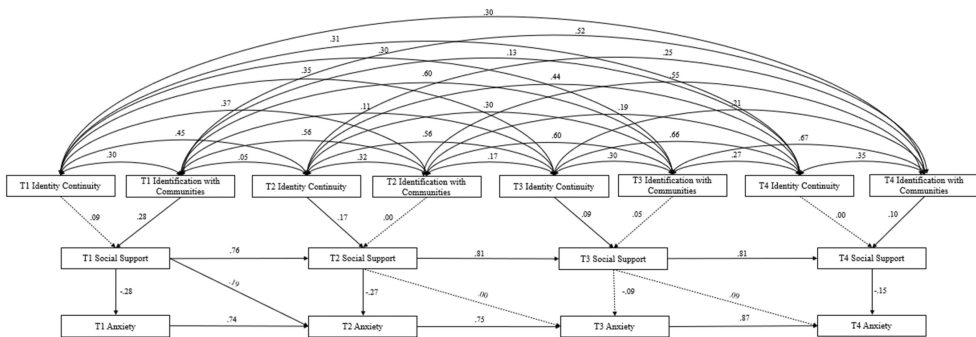 .30
.31
.52
.30
.13
.25
.35
.60
.44
.55
.37
.11
.30
.19
.21
.45
.56
.56
.60
.66
.67
.30
.05
.32
.17
.30
.27
.35
T1 Identity Continuity
T1 Identification with
Communities
T2 Identity Continuity
T2 Identification with
Communities
T3 Identity Continuity
T3 Identification with
Communities
T4 Identity Continuity
T4 Identification with
Communities
.09
.28
.17
.00
.09
.05
.00
.10
T1 Social Support
.76
T2 Social Support
.81
T3 Social Support
.81
T4 Social Support
-.28
-.19
-.27
.00
-.09
.09
-.15
T1 Anxiety
.74
T2 Anxiety
.75
T3 Anxiety
.87
T4 Anxiety